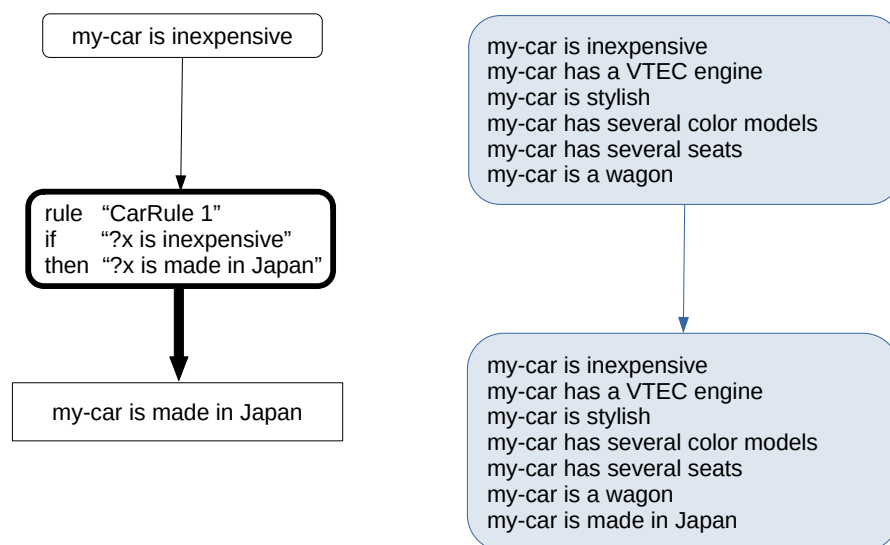 my-car is inexpensive
rule “CarRule 1”
if “?x is inexpensive”
then “?x is made in Japan”
my-car is made in Japan
my-car is inexpensive
my-car has a VTEC engine
my-car is stylish
my-car has several color models
my-car has several seats
my-car is a wagon
my-car is inexpensive
my-car has a VTEC engine
my-car is stylish
my-car has several color models
my-car has several seats
my-car is a wagon
my-car is made in Japan